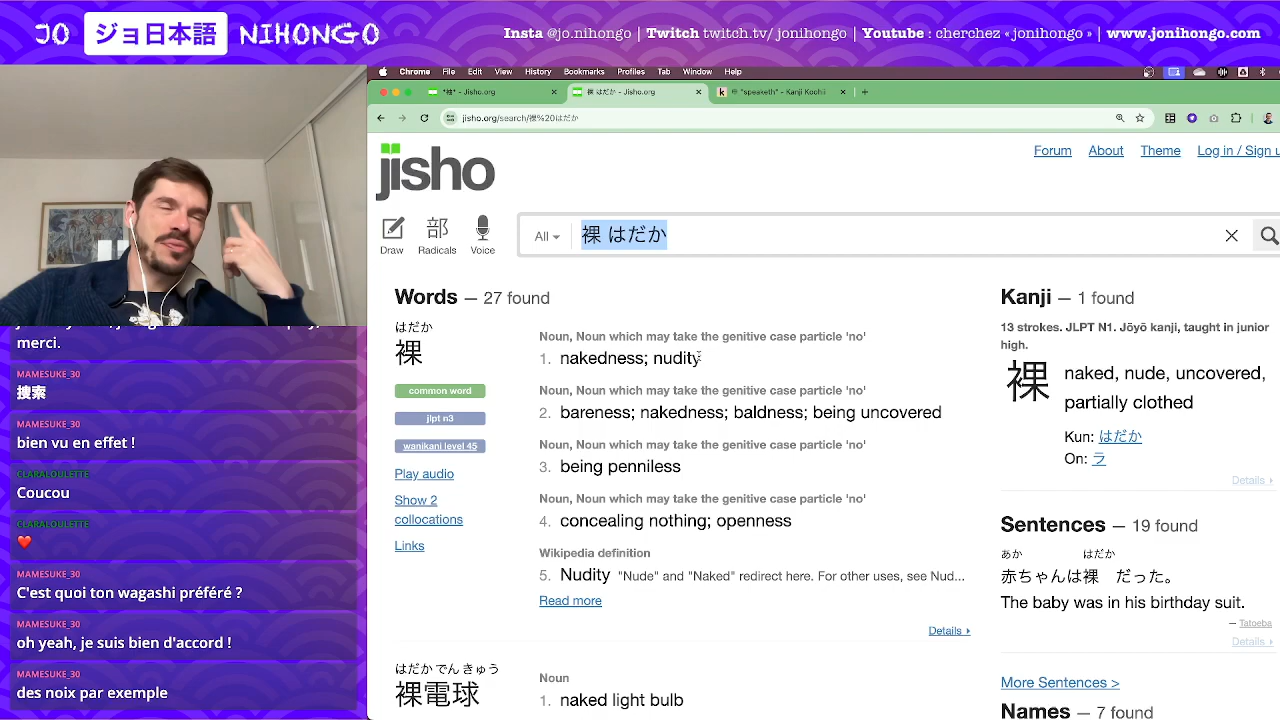 JO ジョ日本語 NIHONGO
Insta @jo.nihongo | Twitch twitch.tv/jonihongo | Youtube : cherchez «jonihongo» | www.jonihongo.com
Chrome File Edit View History Bookmarks Profiles Tab Window Help
裸 はだか - Jisho.org
"speaketh" - Kanji Koohii
jisho.org/search/裸%20はだか
jisho
Forum About Theme Log in / Sign u
Draw Radicals Voice
All 裸 はだか
Words — 27 found
はだか
裸
common word
jlpt n3
wanikani level 45
Play audio
Show 2
collocations
Links
Noun, Noun which may take the genitive case particle 'no'
1. nakedness; nudity
Noun, Noun which may take the genitive case particle 'no'
2. bareness; nakedness; baldness; being uncovered
Noun, Noun which may take the genitive case particle 'no'
3. being penniless
Noun, Noun which may take the genitive case particle 'no'
4. concealing nothing; openness
Wikipedia definition
5. Nudity "Nude" and "Naked" redirect here. For other uses, see Nud...
Read more
Details
はだかでんきゅう
裸電球
Noun
1. naked light bulb
Kanji — 1 found
13 strokes. JLPT N1. Jōyō kanji, taught in junior
high.
裸
naked, nude, uncovered,
partially clothed
Kun: はだか
On: ラ
Details
Sentences — 19 found
あか はだか
赤ちゃんは裸 だった。
The baby was in his birthday suit.
— Tatoeba
Details
More Sentences >
Names — 7 found
merci.
MAMESUKE_30
捜索
MAMESUKE_30
bien vu en effet !
CLARALOULETTE
Coucou
CLARALOULETTE
❤️
MAMESUKE_30
C'est quoi ton wagashi préféré ?
MAMESUKE_30
oh yeah, je suis bien d'accord !
MAMESUKE_30
des noix par exemple